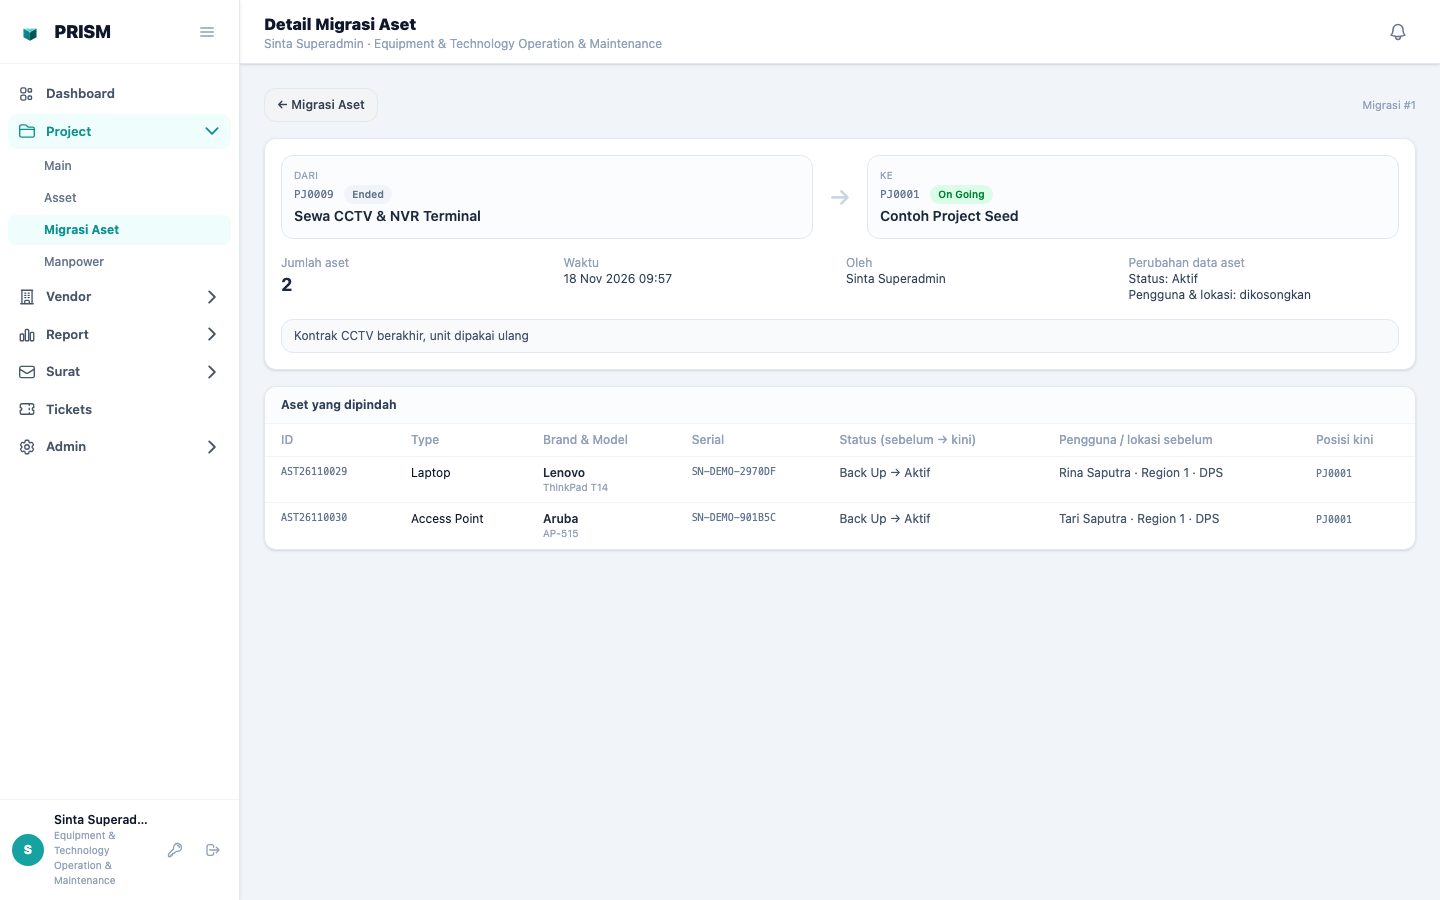 PRISM
Detail Migrasi Aset
Sinta Superadmin · Equipment & Technology Operation & Maintenance
Dashboard
Project
Main
Asset
Migrasi Aset
Manpower
Vendor
Report
Surat
Tickets
Admin
Sinta Superad...
Equipment &
Technology
Operation &
Maintenance
S
← Migrasi Aset
Migrasi #1
DARI
PJ0009 Ended
Sewa CCTV & NVR Terminal
→
KE
PJ0001 On Going
Contoh Project Seed
Jumlah aset
2
Waktu
18 Nov 2026 09:57
Oleh
Sinta Superadmin
Perubahan data aset
Status: Aktif
Pengguna & lokasi: dikosongkan
Kontrak CCTV berakhir, unit dipakai ulang
Aset yang dipindah
ID Type Brand & Model Serial Status (sebelum → kini) Pengguna / lokasi sebelum Posisi kini
AST26110029 Laptop Lenovo SN-DEMO-2970DF Back Up → Aktif Rina Saputra · Region 1 · DPS PJ0001
ThinkPad T14
AST26110030 Access Point Aruba SN-DEMO-901B5C Back Up → Aktif Tari Saputra · Region 1 · DPS PJ0001
AP-515